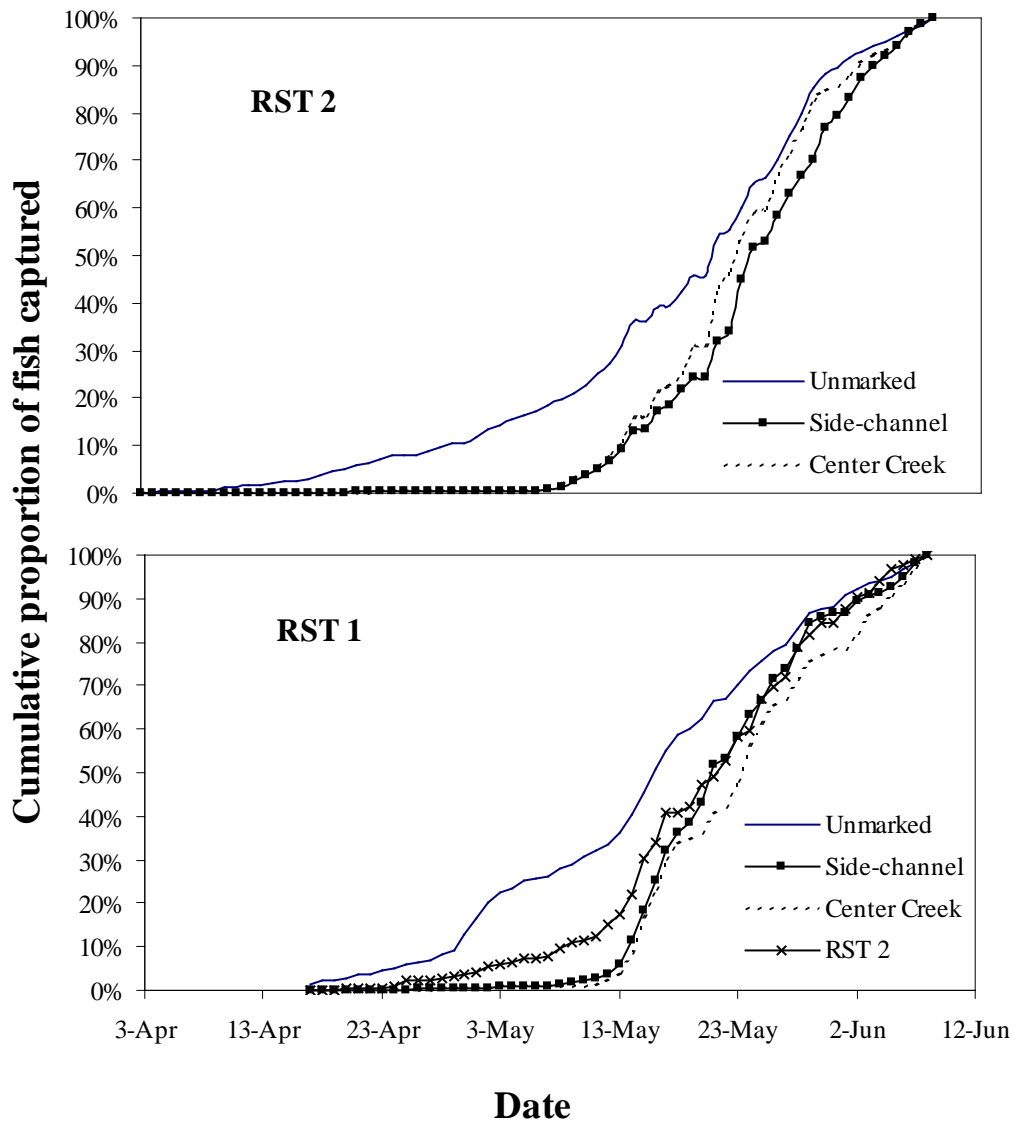 Cumulative proportion of fish captured
100%
90%
80%
70%
60%
50%
40%
30%
20%
10%
0%
RST 2
Unmarked
Side-channel
Center Creek
100%
90%
80%
70%
60%
50%
40%
30%
20%
10%
0%
RST 1
Unmarked
Side-channel
Center Creek
RST 2
3-Apr 13-Apr 23-Apr 3-May 13-May 23-May 2-Jun 12-Jun
Date